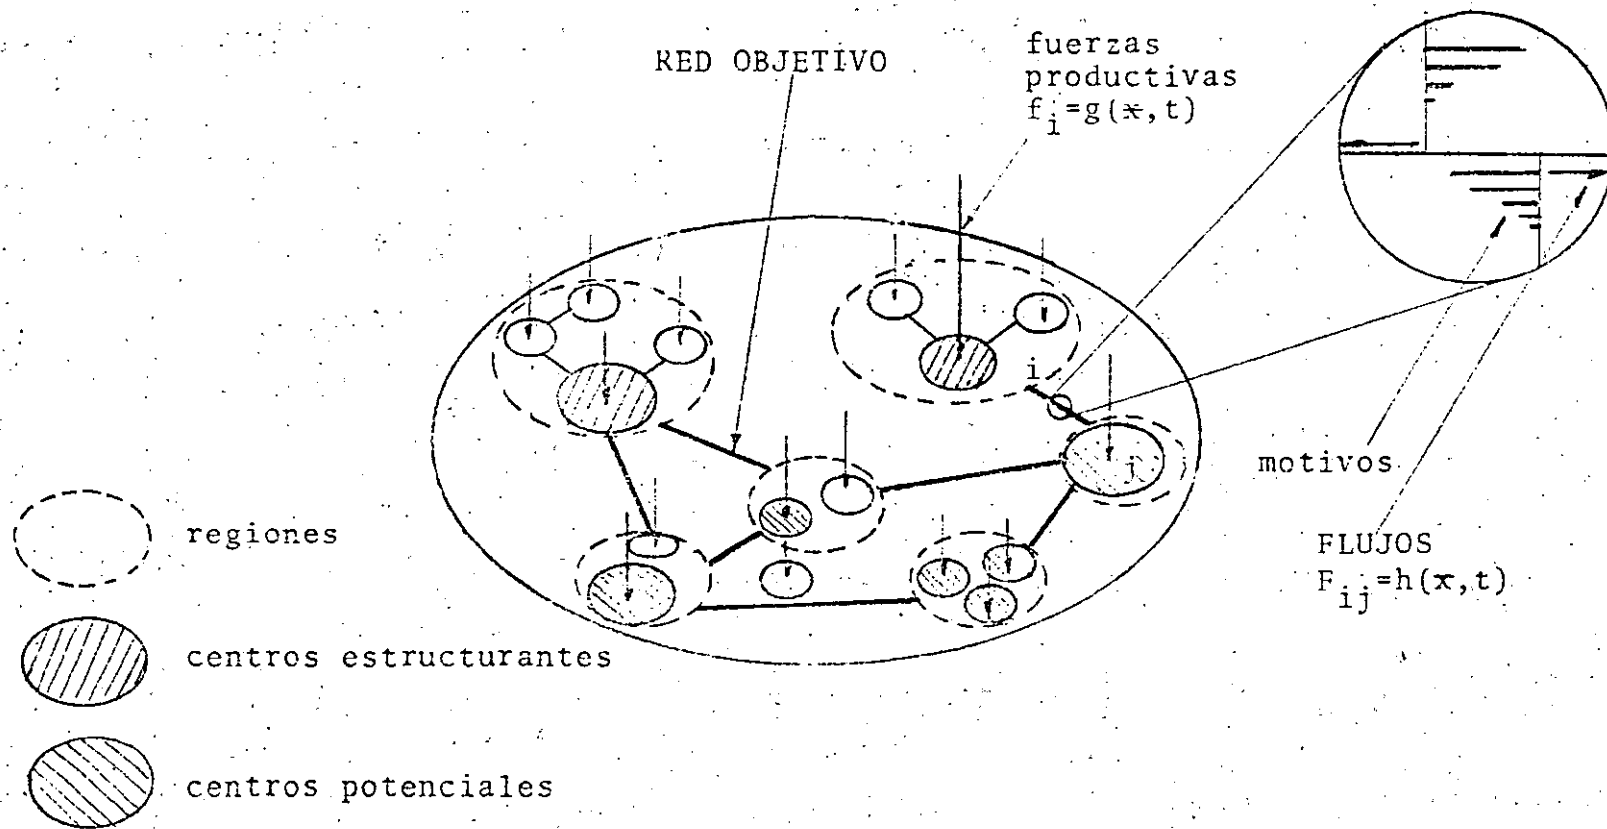 RED OBJETIVO
fuerzas
productivas
f_i=g(x,t)
i
j
motivos
FLUJOS
F_ij=h(x,t)
regiones
centros estructurantes
centros potenciales